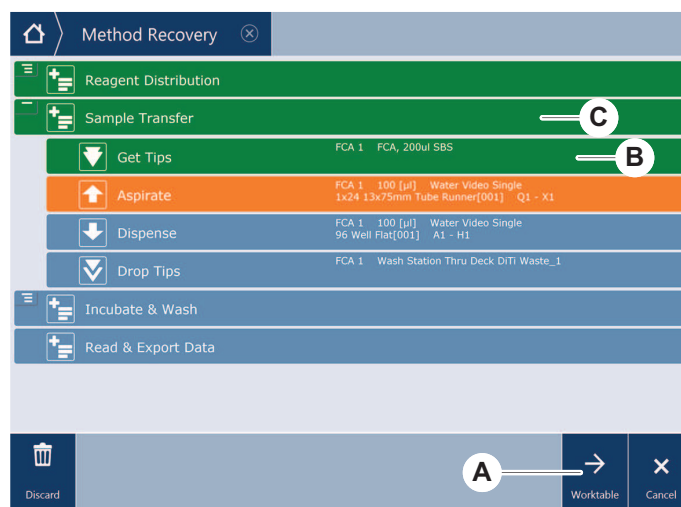 Method Recovery
Reagent Distribution
Sample Transfer
C
Get Tips
FCA 1 FCA, 200ul SBS
B
Aspirate
FCA 1 100 [µl] Water Video Single
1x24 13x75mm Tube Runner[001] Q1 - X1
Dispense
FCA 1 100 [µl] Water Video Single
96 Well Flat[001] A1 - H1
Drop Tips
FCA 1 Wash Station Thru Deck DiTi Waste_1
Incubate & Wash
Read & Export Data
A
Discard
Worktable
Cancel